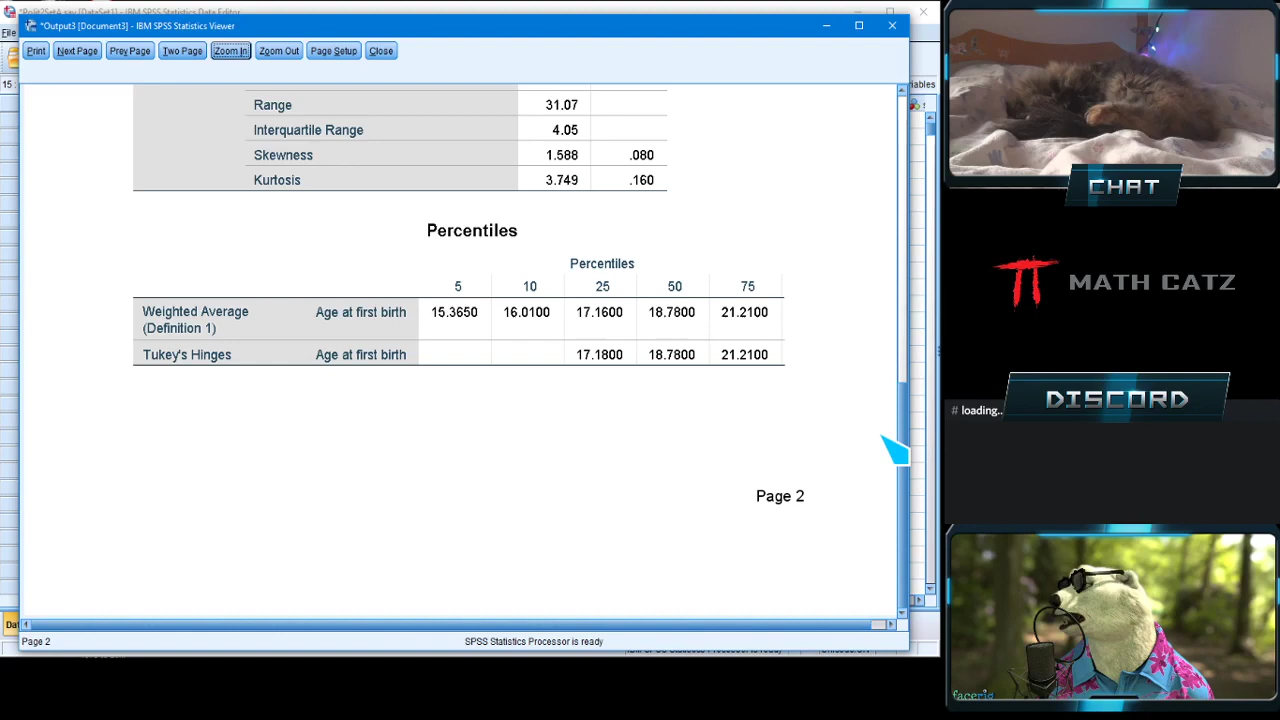 *Output3 [Document3] - IBM SPSS Statistics Viewer
File
Print Next Page Prev Page Two Page Zoom In Zoom Out Page Setup Close
15 :
Range 31.07
Interquartile Range 4.05
Skewness 1.588 .080
Kurtosis 3.749 .160
Percentiles
Percentiles
5 10 25 50 75
Weighted Average (Definition 1) Age at first birth 15.3650 16.0100 17.1600 18.7800 21.2100
Tukey's Hinges Age at first birth 17.1800 18.7800 21.2100
Page 2
Page 2 SPSS Statistics Processor is ready
CHAT
MATH CATZ
# loading..
DISCORD
facerig